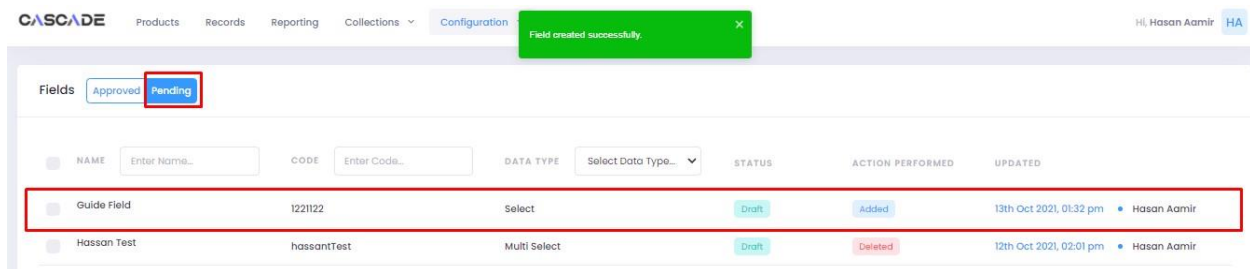 CASCADE Products Records Reporting Collections Configuration Field created successfully. × Hi, Hasan Aamir HA
Fields Approved Pending
NAME Enter Name... CODE Enter Code... DATA TYPE Select Data Type... STATUS ACTION PERFORMED UPDATED
Guide Field 1221122 Select Draft Added 13th Oct 2021, 01:32 pm • Hasan Aamir
Hassan Test hassantTest Multi Select Draft Deleted 12th Oct 2021, 02:01 pm • Hasan Aamir